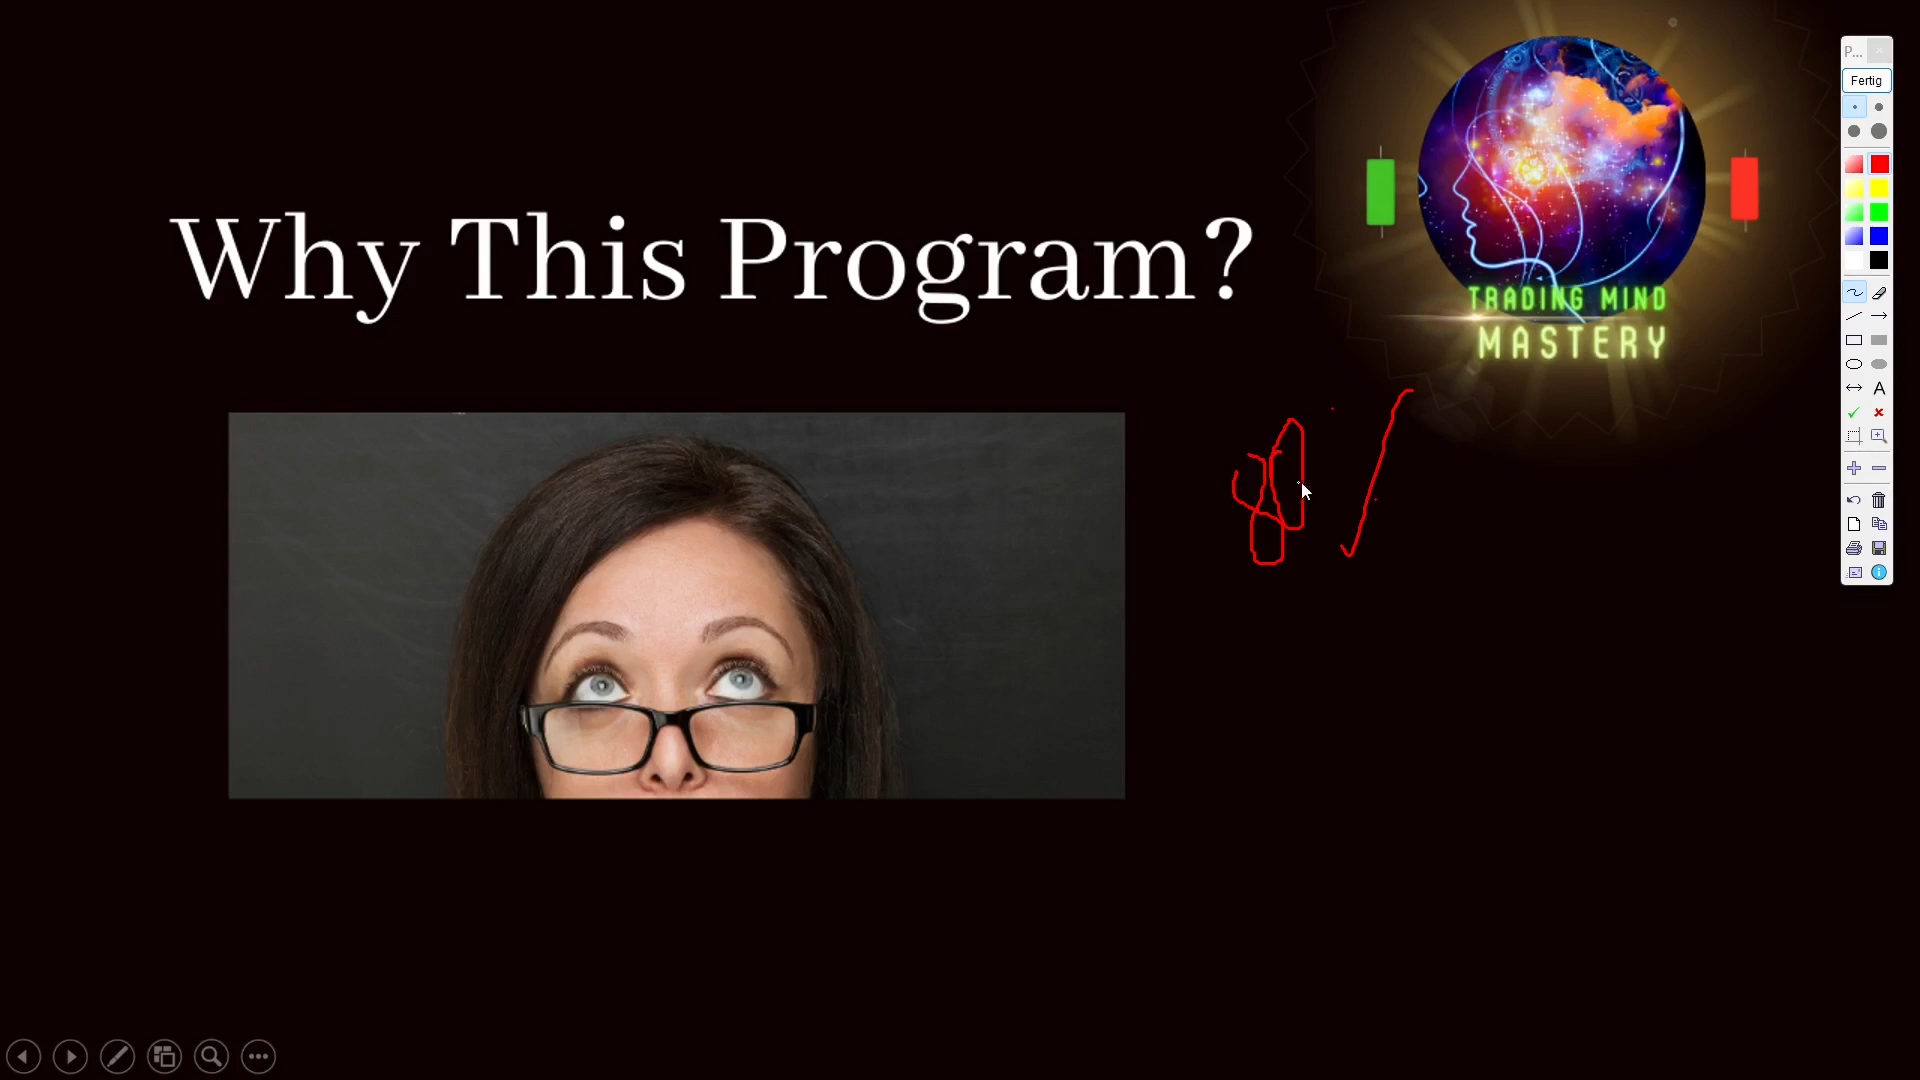 Why This Program?
TRADING MIND
MASTERY
P...
Fertig
A